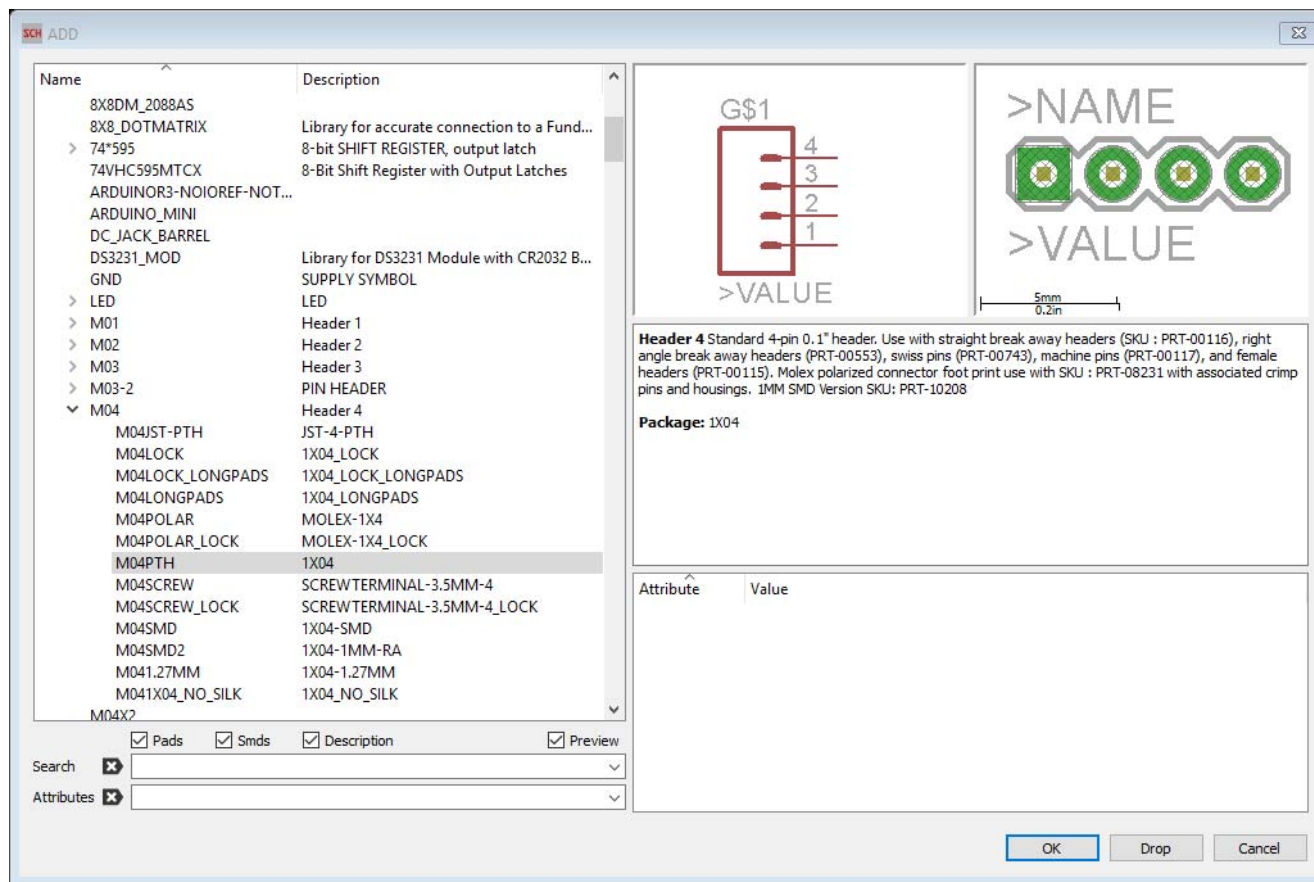 SCH ADD
Name Description
8X8DM_2088AS
8X8_DOTMATRIX Library for accurate connection to a Fund...
74*595 8-bit SHIFT REGISTER, output latch
74VHC595MTCX 8-Bit Shift Register with Output Latches
ARDUINOR3-NOIOREF-NOT...
ARDUINO_MINI
DC_JACK_BARREL
DS3231_MOD Library for DS3231 Module with CR2032 B...
GND SUPPLY SYMBOL
LED LED
M01 Header 1
M02 Header 2
M03 Header 3
M03-2 PIN HEADER
M04 Header 4
M04JST-PTH JST-4-PTH
M04LOCK 1X04_LOCK
M04LOCK_LONGPADS 1X04_LOCK_LONGPADS
M04LONGPADS 1X04_LONGPADS
M04POLAR MOLEX-1X4
M04POLAR_LOCK MOLEX-1X4_LOCK
M04PTH 1X04
M04SCREW SCREWTERMINAL-3.5MM-4
M04SCREW_LOCK SCREWTERMINAL-3.5MM-4_LOCK
M04SMD 1X04-SMD
M04SMD2 1X04-1MM-RA
M041.27MM 1X04-1.27MM
M041X04_NO_SILK 1X04_NO_SILK
M04X2
Pads Smds Description Preview
Search
Attributes
G$1
4
3
2
1
>VALUE
>NAME
>VALUE
5mm
0.2in
Header 4 Standard 4-pin 0.1" header. Use with straight break away headers (SKU : PRT-00116), right
angle break away headers (PRT-00553), swiss pins (PRT-00743), machine pins (PRT-00117), and female
headers (PRT-00115). Molex polarized connector foot print use with SKU : PRT-08231 with associated crimp
pins and housings. 1MM SMD Version SKU: PRT-10208
Package: 1X04
Attribute Value
OK Drop Cancel